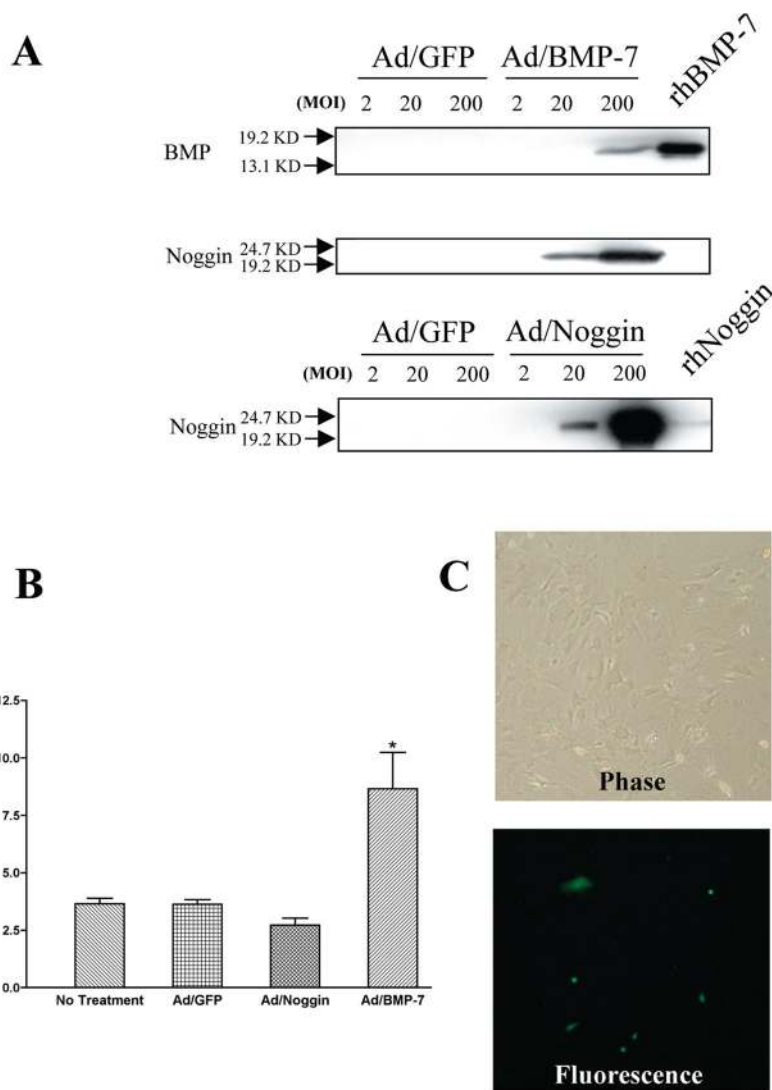 A
Ad/GFP Ad/BMP-7 rhBMP-7
(MOI) 2 20 200 2 20 200
BMP 19.2 KD
13.1 KD
Noggin 24.7 KD
19.2 KD
Ad/GFP Ad/Noggin rhNoggin
(MOI) 2 20 200 2 20 200
Noggin 24.7 KD
19.2 KD
B
12.5
7.5
5.0
2.5
0.0
*
No Treatment Ad/GFP Ad/Noggin Ad/BMP-7
C
Phase
Fluorescence